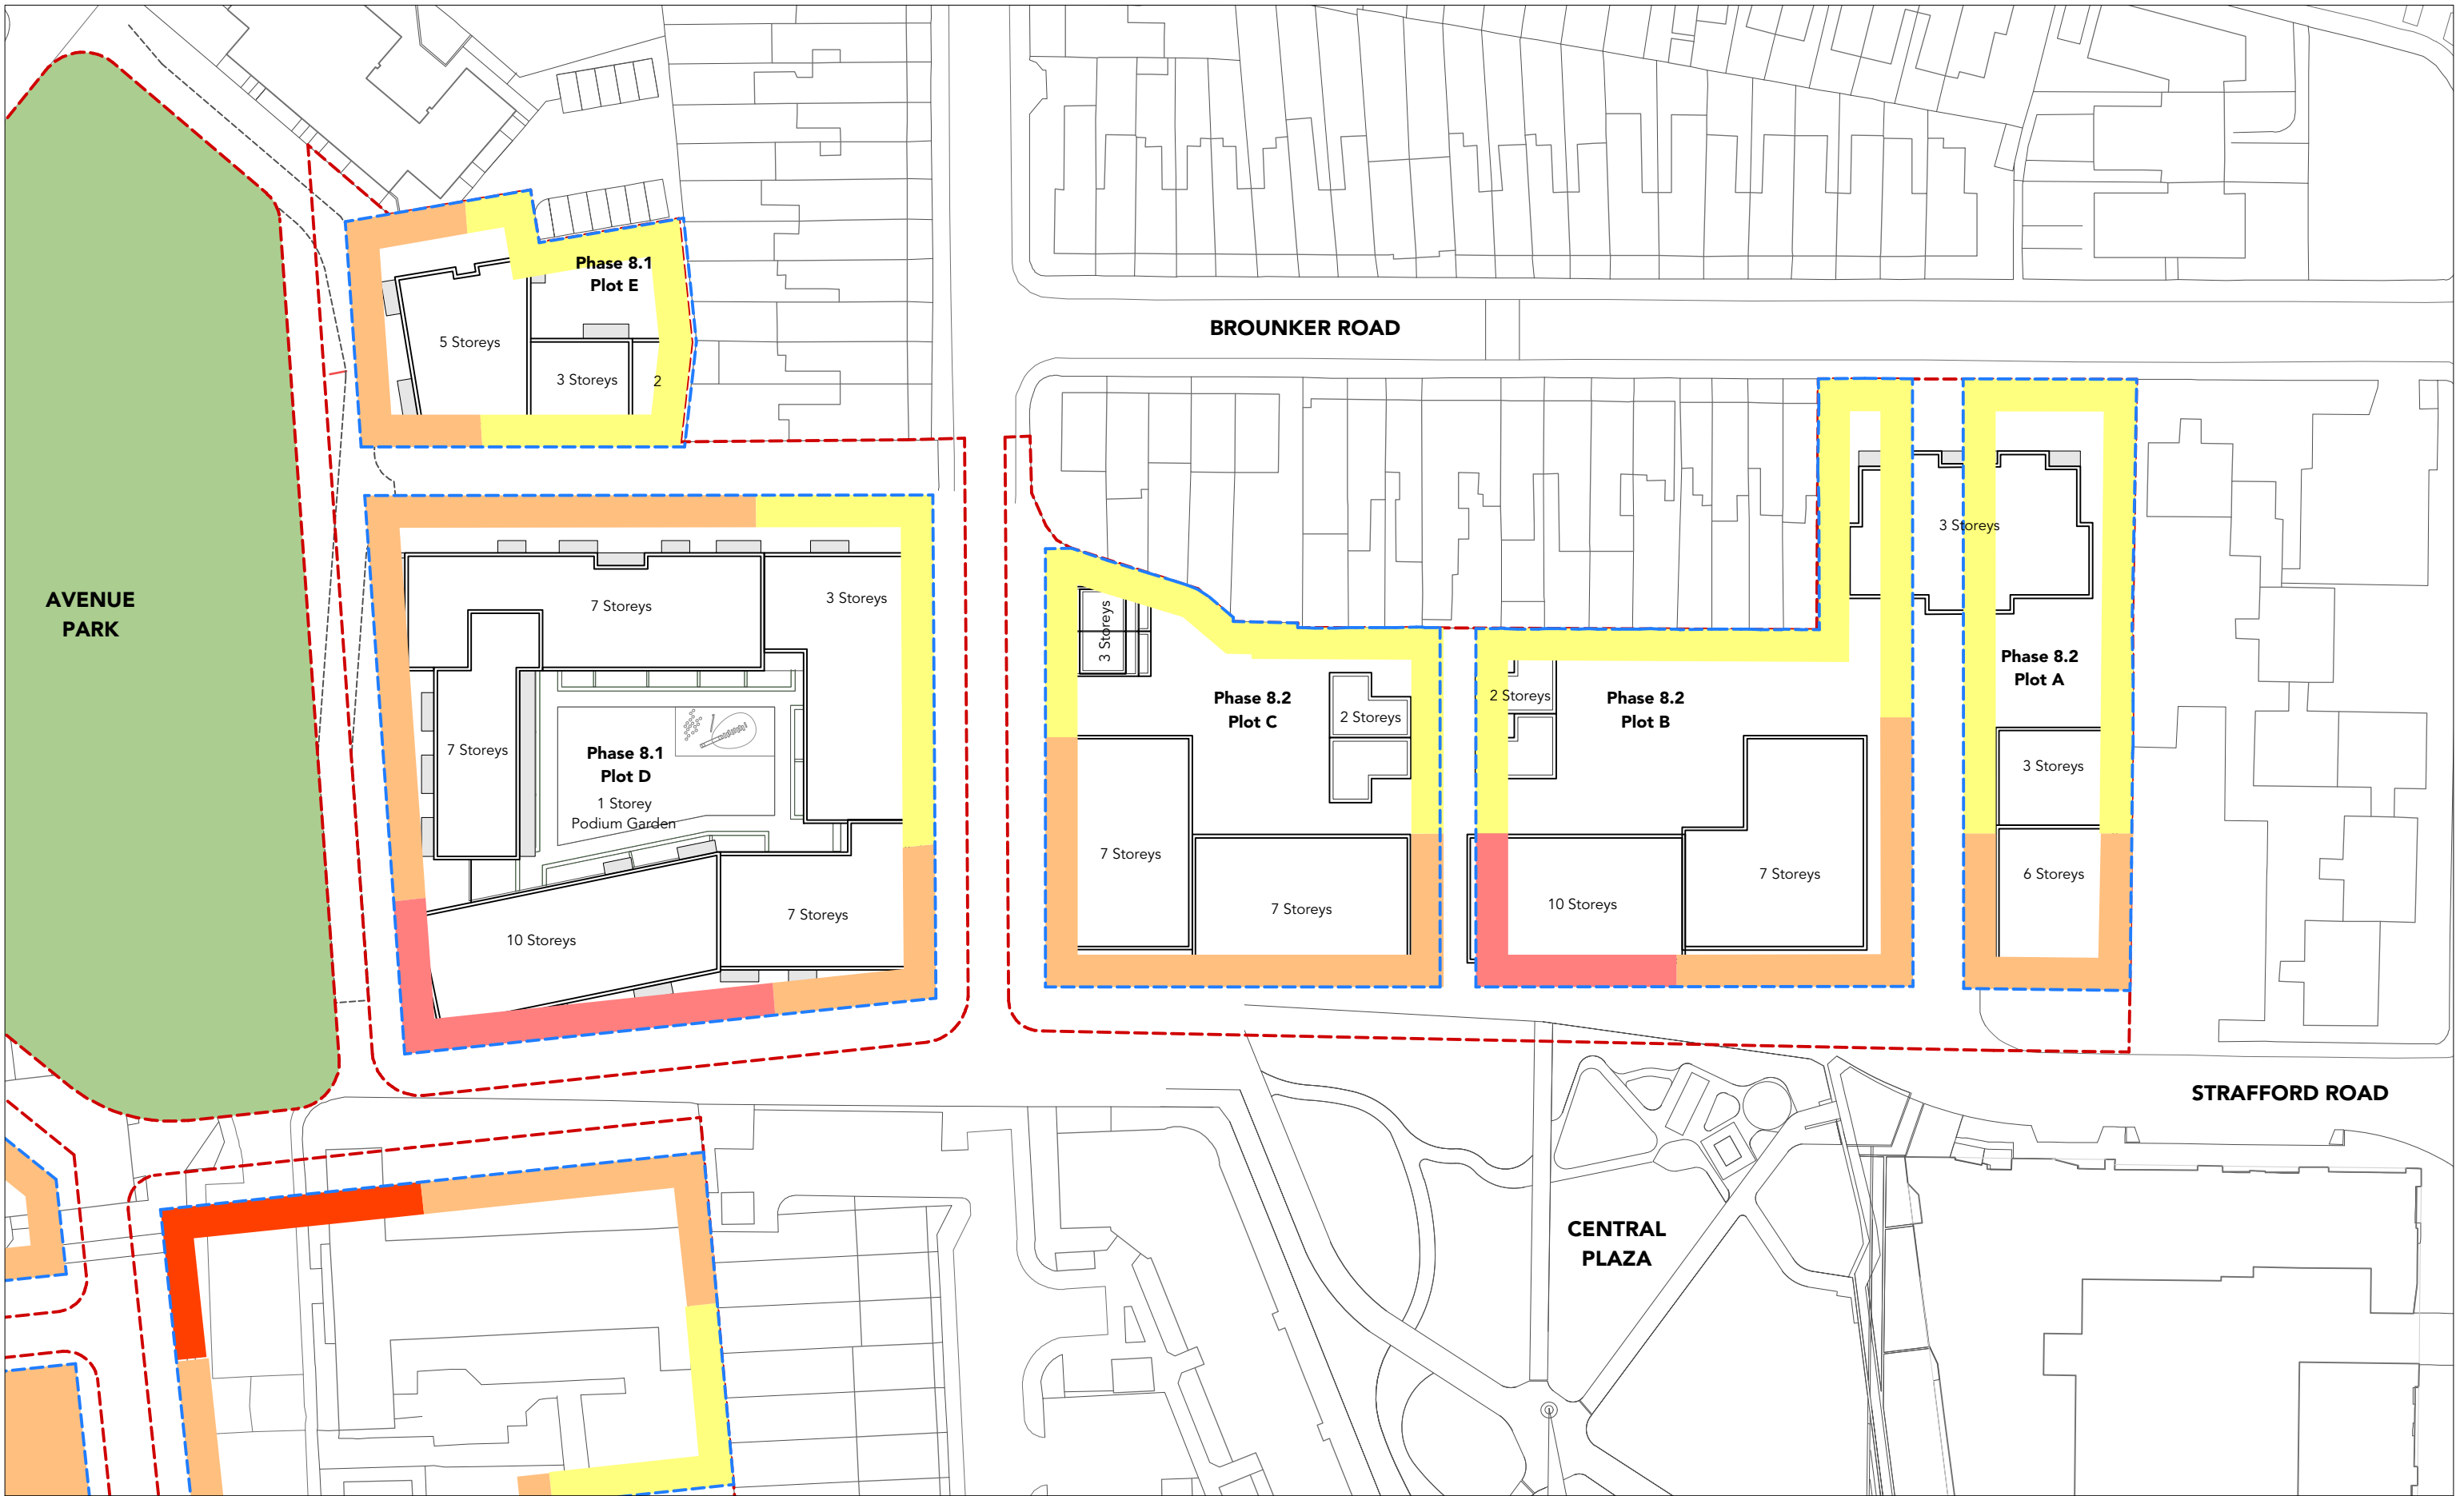 Phase 8.1
Plot E
5 Storeys
3 Storeys
2
BROUNKER ROAD
AVENUE
PARK
7 Storeys
3 Storeys
7 Storeys
Phase 8.1
Plot D
1 Storey
Podium Garden
10 Storeys
7 Storeys
3 Storeys
Phase 8.2
Plot C
2 Storeys
7 Storeys
7 Storeys
2 Storeys
Phase 8.2
Plot B
10 Storeys
7 Storeys
3 Storeys
Phase 8.2
Plot A
3 Storeys
6 Storeys
STRAFFORD ROAD
CENTRAL
PLAZA